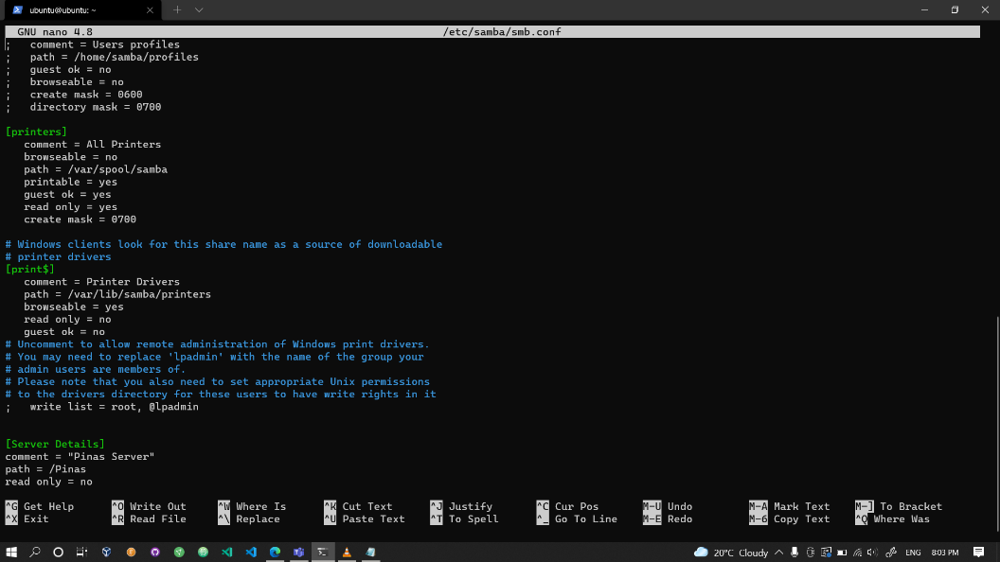 ubuntu@ubuntu: ~
GNU nano 4.8 /etc/samba/smb.conf
;   comment = Users profiles
;   path = /home/samba/profiles
;   guest ok = no
;   browseable = no
;   create mask = 0600
;   directory mask = 0700
[printers]
   comment = All Printers
   browseable = no
   path = /var/spool/samba
   printable = yes
   guest ok = yes
   read only = yes
   create mask = 0700
# Windows clients look for this share name as a source of downloadable
# printer drivers
[print$]
   comment = Printer Drivers
   path = /var/lib/samba/printers
   browseable = yes
   read only = no
   guest ok = no
# Uncomment to allow remote administration of Windows print drivers.
# You may need to replace 'lpadmin' with the name of the group your
# admin users are members of.
# Please note that you also need to set appropriate Unix permissions
# to the drivers directory for these users to have write rights in it
;   write list = root, @lpadmin
[Server Details]
comment = "Pinas Server"
path = /Pinas
read only = no
^G Get Help ^O Write Out ^W Where Is ^K Cut Text ^J Justify ^C Cur Pos M-U Undo M-A Mark Text M-] To Bracket
^X Exit ^R Read File ^\ Replace ^U Paste Text ^T To Spell ^_ Go To Line M-E Redo M-6 Copy Text ^Q Where Was
20°C Cloudy ENG 8:03 PM